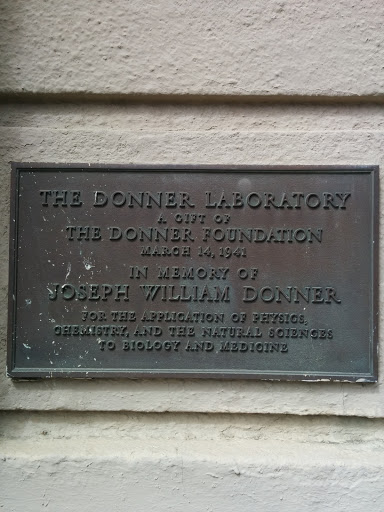 THE DONNER LABORATORY
A GIFT OF
THE DONNER FOUNDATION
MARCH 14, 1941
IN MEMORY OF
JOSEPH WILLIAM DONNER
FOR THE APPLICATION OF PHYSICS,
CHEMISTRY, AND THE NATURAL SCIENCES
TO BIOLOGY AND MEDICINE